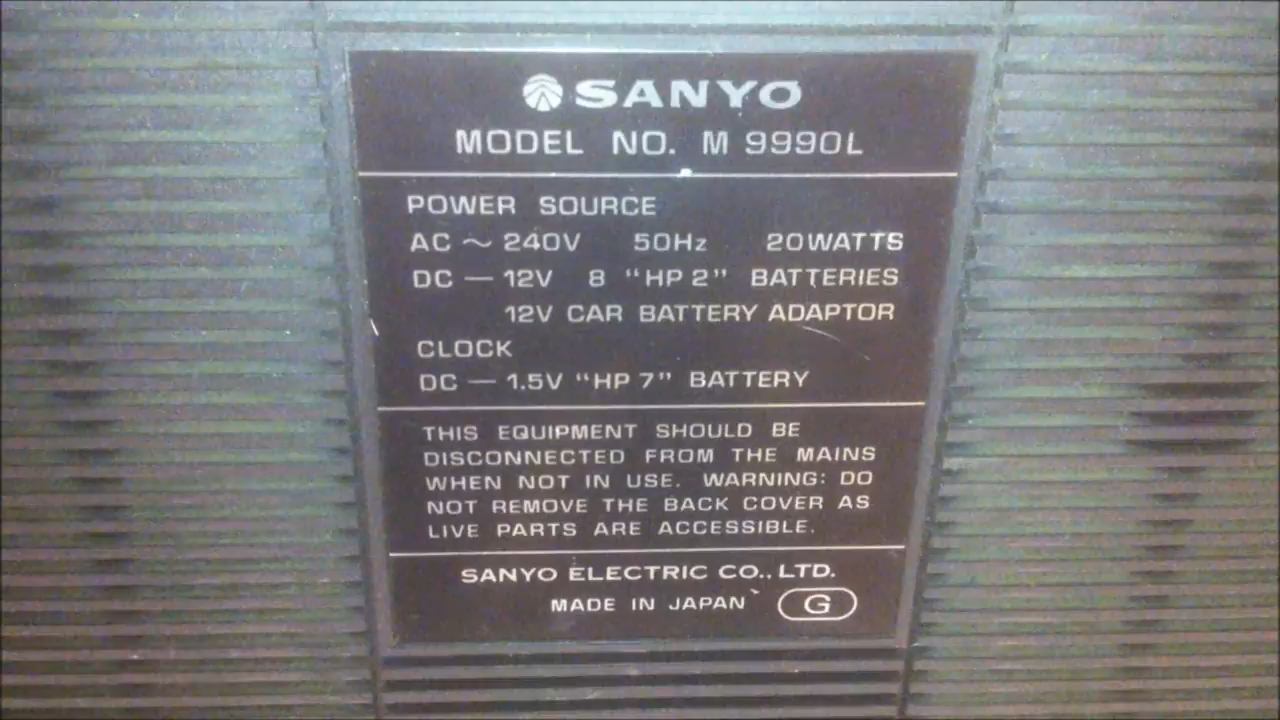 SANYO
MODEL NO. M 9990L
POWER SOURCE
AC ~ 240V 50Hz 20WATTS
DC — 12V 8 "HP 2" BATTERIES
12V CAR BATTERY ADAPTOR
CLOCK
DC — 1.5V "HP 7" BATTERY
THIS EQUIPMENT SHOULD BE
DISCONNECTED FROM THE MAINS
WHEN NOT IN USE. WARNING: DO
NOT REMOVE THE BACK COVER AS
LIVE PARTS ARE ACCESSIBLE.
SANYO ELECTRIC CO., LTD.
MADE IN JAPAN G